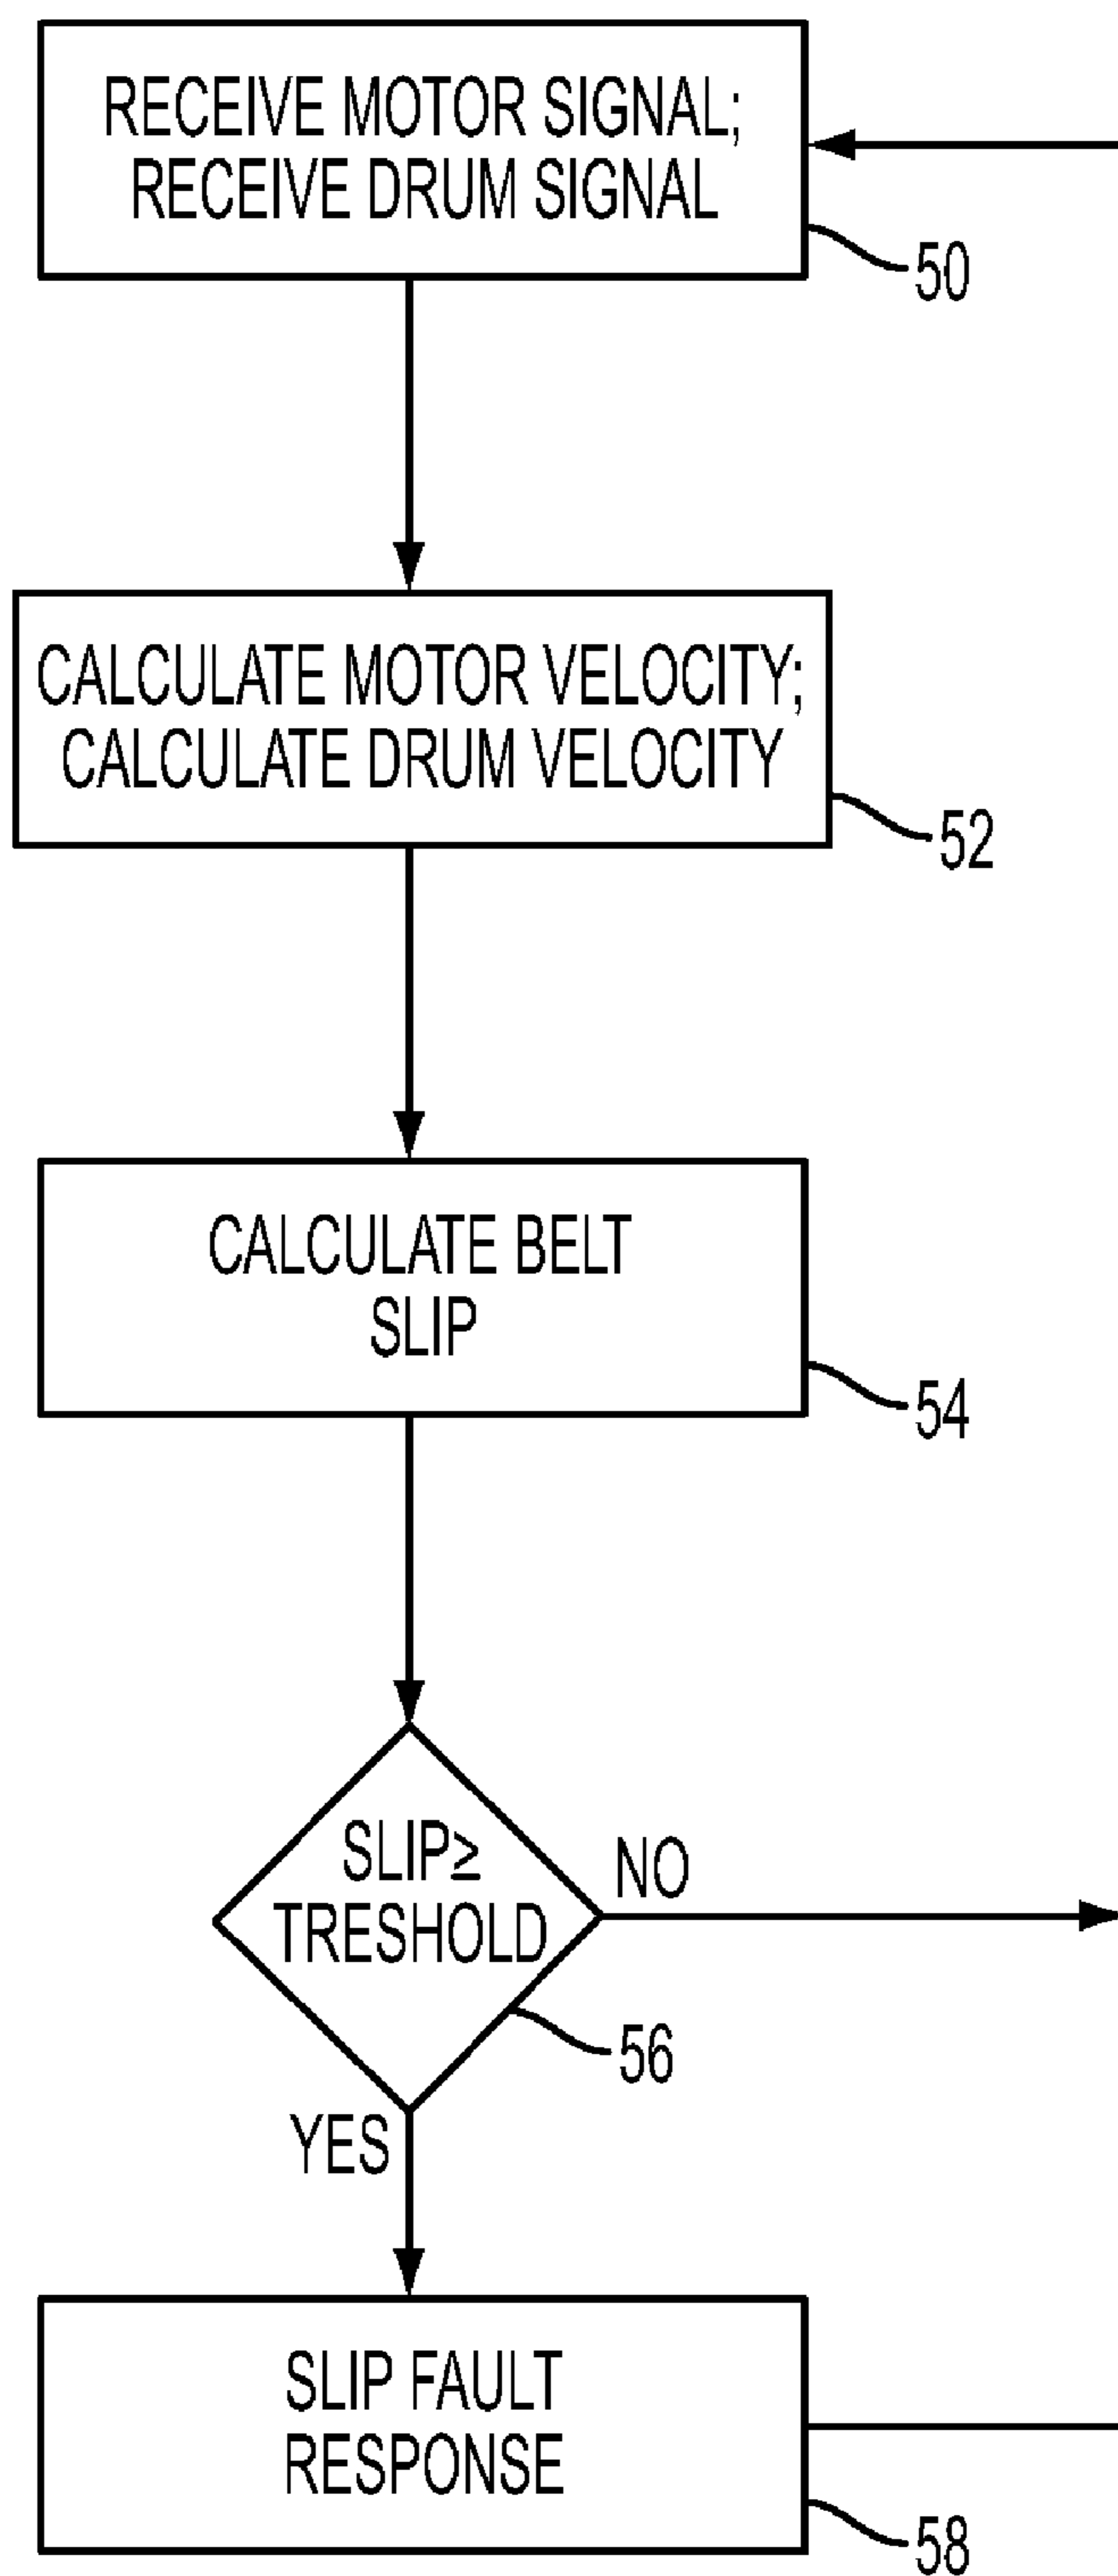 RECEIVE MOTOR SIGNAL;
RECEIVE DRUM SIGNAL
50
CALCULATE MOTOR VELOCITY;
CALCULATE DRUM VELOCITY
52
CALCULATE BELT
SLIP
54
SLIP≥
TRESHOLD
NO
56
YES
SLIP FAULT
RESPONSE
58